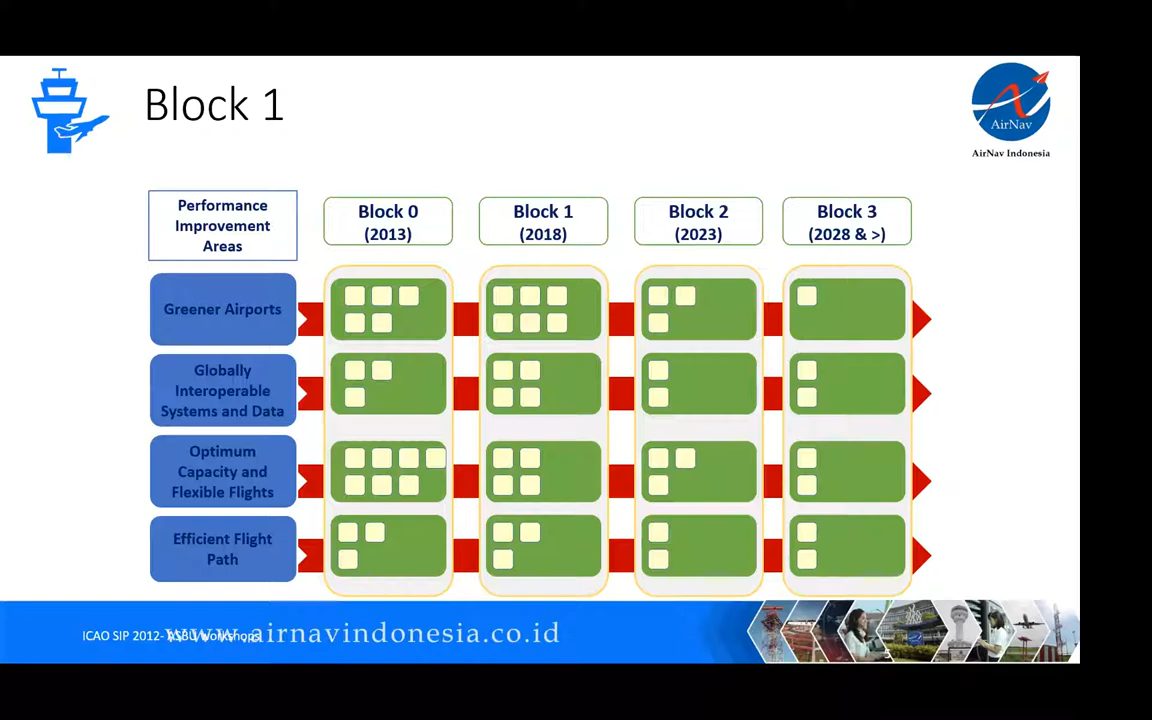 Block 1
AirNav
AirNav Indonesia
Performance
Improvement
Areas
Block 0
(2013)
Block 1
(2018)
Block 2
(2023)
Block 3
(2028 & >)
Greener Airports
Globally
Interoperable
Systems and Data
Optimum
Capacity and
Flexible Flights
Efficient Flight
Path
ICAO SIP 2012- ASBU workshops
www.airnavindonesia.co.id